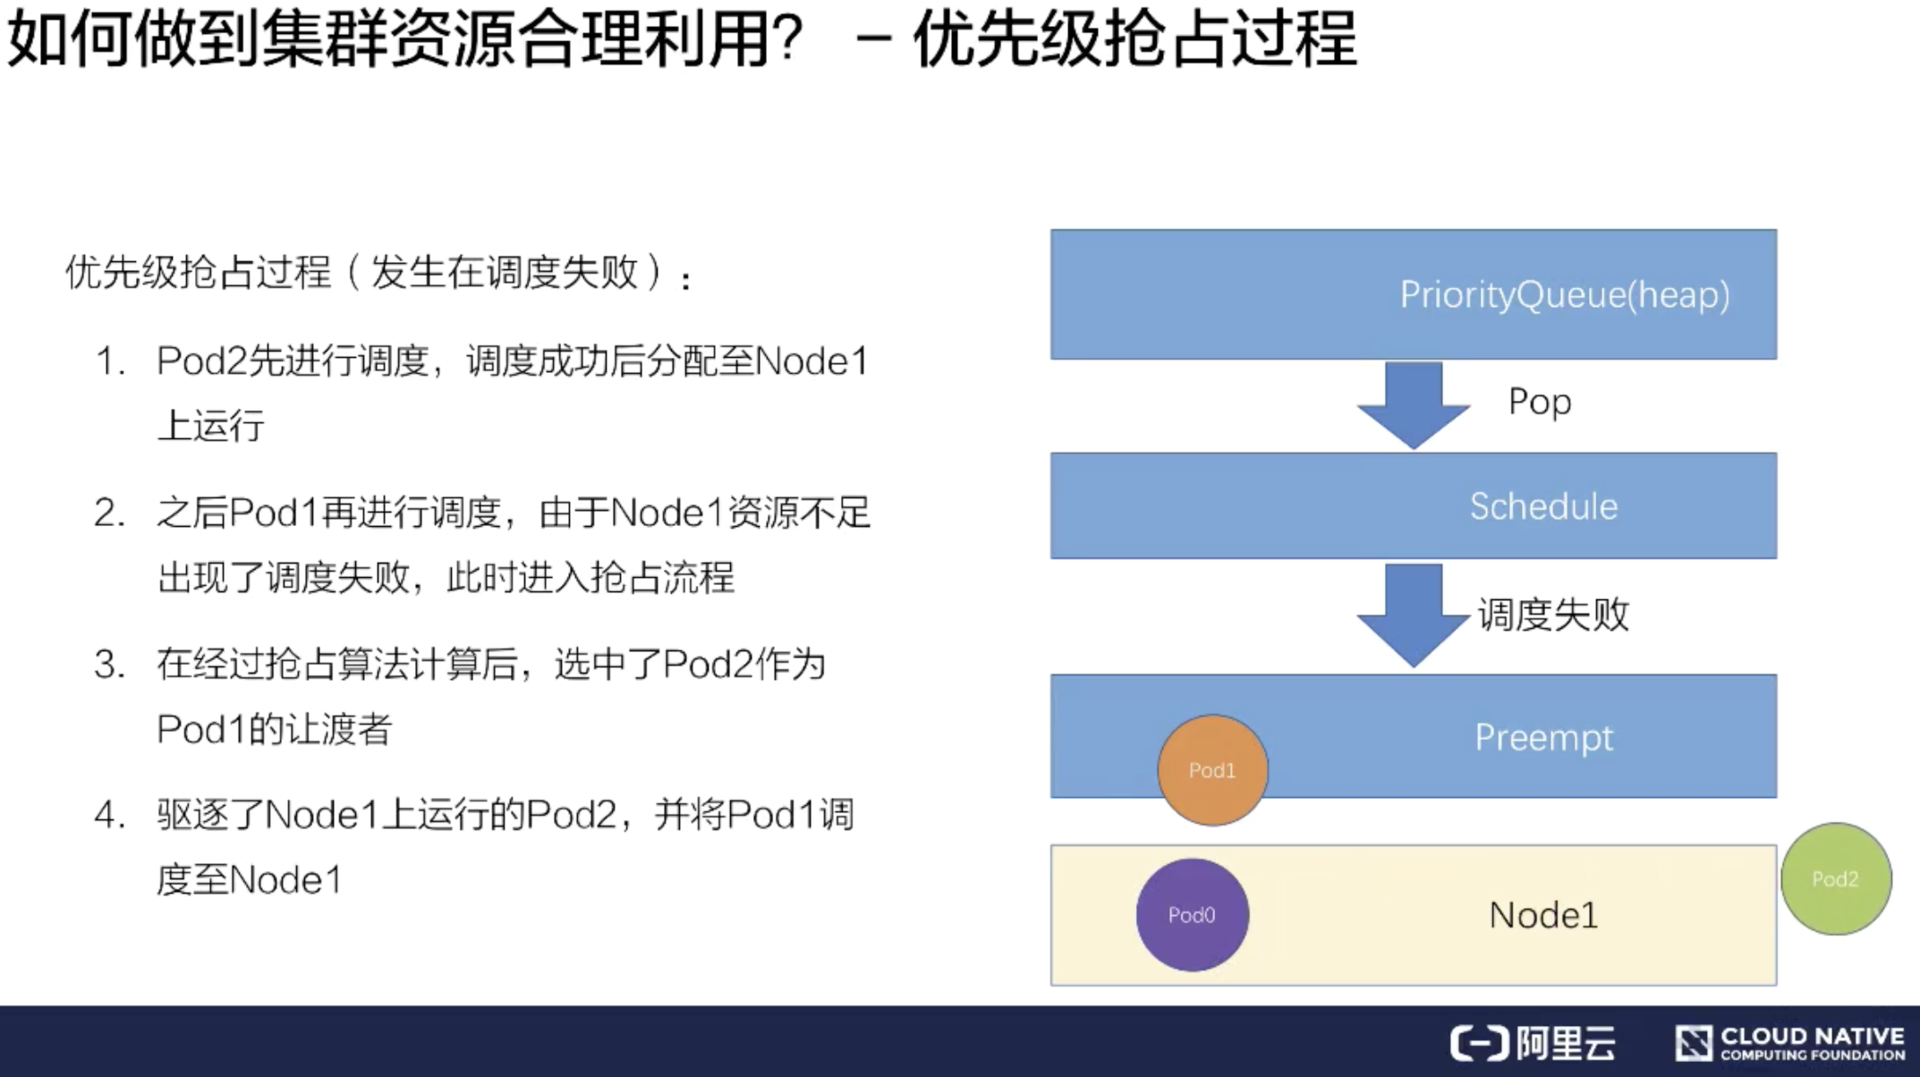 如何做到集群资源合理利用？ – 优先级抢占过程
优先级抢占过程（发生在调度失败）：
1. Pod2先进行调度，调度成功后分配至Node1
上运行
2. 之后Pod1再进行调度，由于Node1资源不足
出现了调度失败，此时进入抢占流程
3. 在经过抢占算法计算后，选中了Pod2作为
Pod1的让渡者
4. 驱逐了Node1上运行的Pod2，并将Pod1调
度至Node1
PriorityQueue(heap)
Pop
Schedule
调度失败
Preempt
Pod1
Pod2
Pod0
Node1
阿里云
CLOUD NATIVE
COMPUTING FOUNDATION